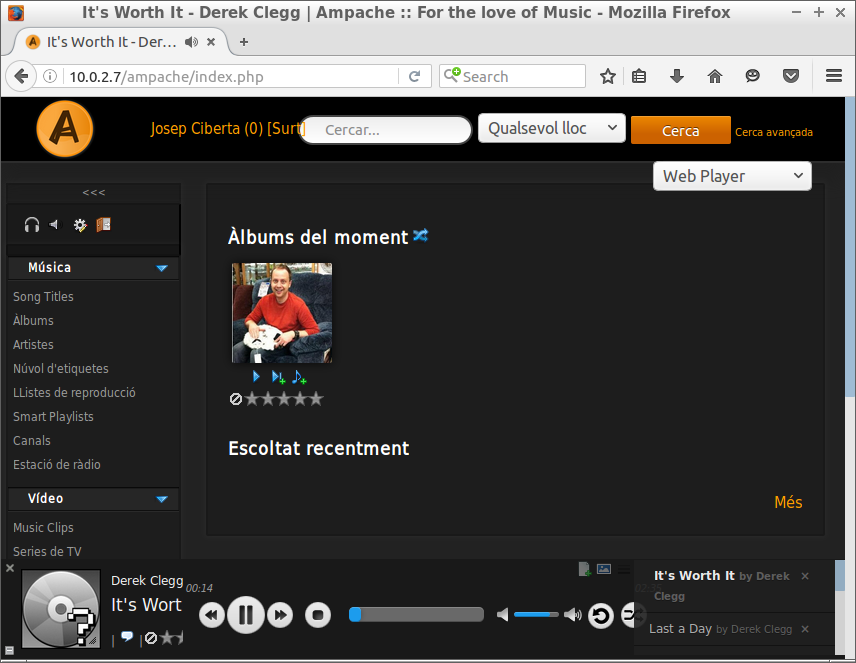 It's Worth It - Derek Clegg | Ampache :: For the love of Music - Mozilla Firefox
It's Worth It - Der...
10.0.2.7/ampache/index.php
Search
Josep Ciberta (0) [Surt]
Cercar...
Qualsevol lloc
Cerca
Cerca avançada
Web Player
<<<
Música
Song Titles
Àlbums
Artistes
Núvol d'etiquetes
LListes de reproducció
Smart Playlists
Canals
Estació de ràdio
Vídeo
Music Clips
Series de TV
Àlbums del moment
Escoltat recentment
Més
Derek Clegg
It's Wort
00:14
It's Worth It by Derek
Clegg
Last a Day by Derek Clegg